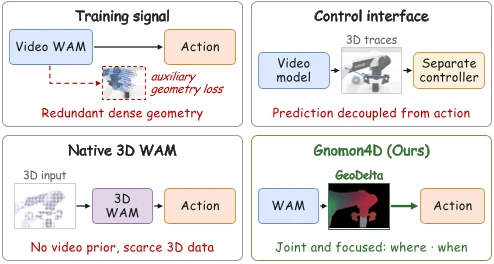 Training signal
Video WAM
Action
auxiliary
geometry loss
Redundant dense geometry
Control interface
3D traces
Video
model
Separate
controller
Prediction decoupled from action
Native 3D WAM
3D input
3D
WAM
Action
No video prior, scarce 3D data
Gnomon4D (Ours)
GeoDelta
WAM
Action
Joint and focused: where · when